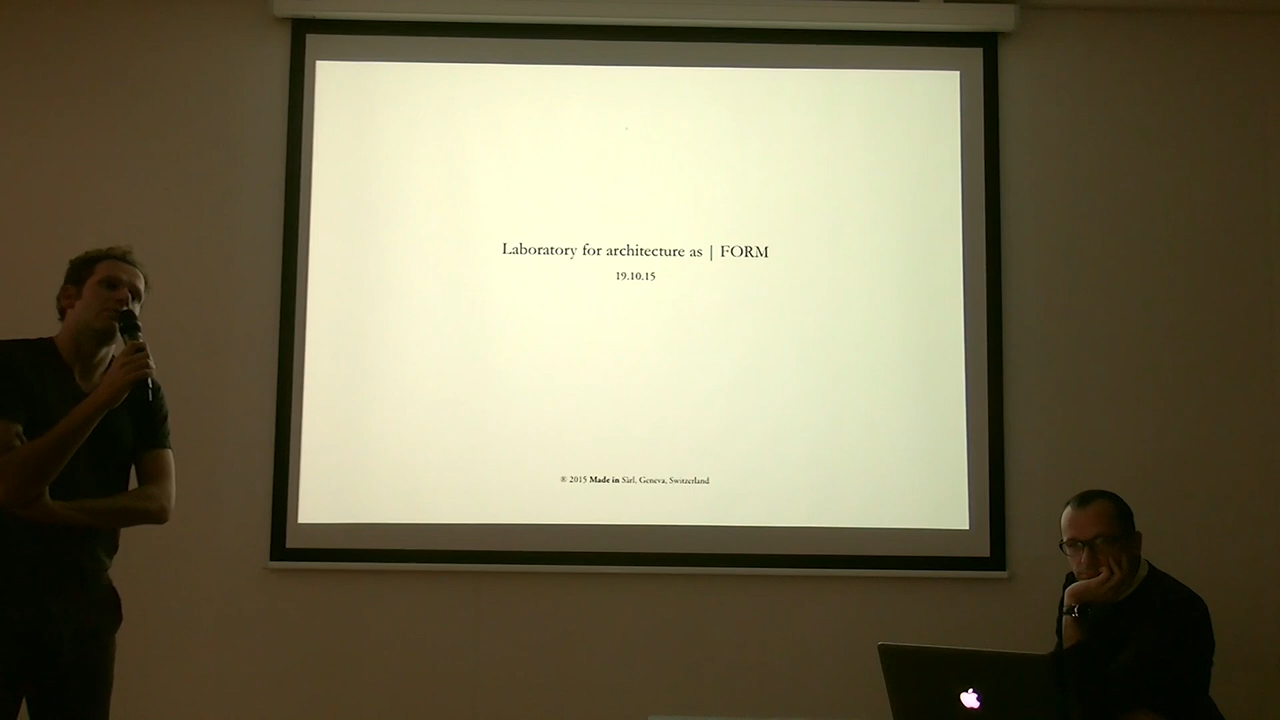 Laboratory for architecture as | FORM
19.10.15
® 2015 Made in Sàrl, Geneva, Switzerland